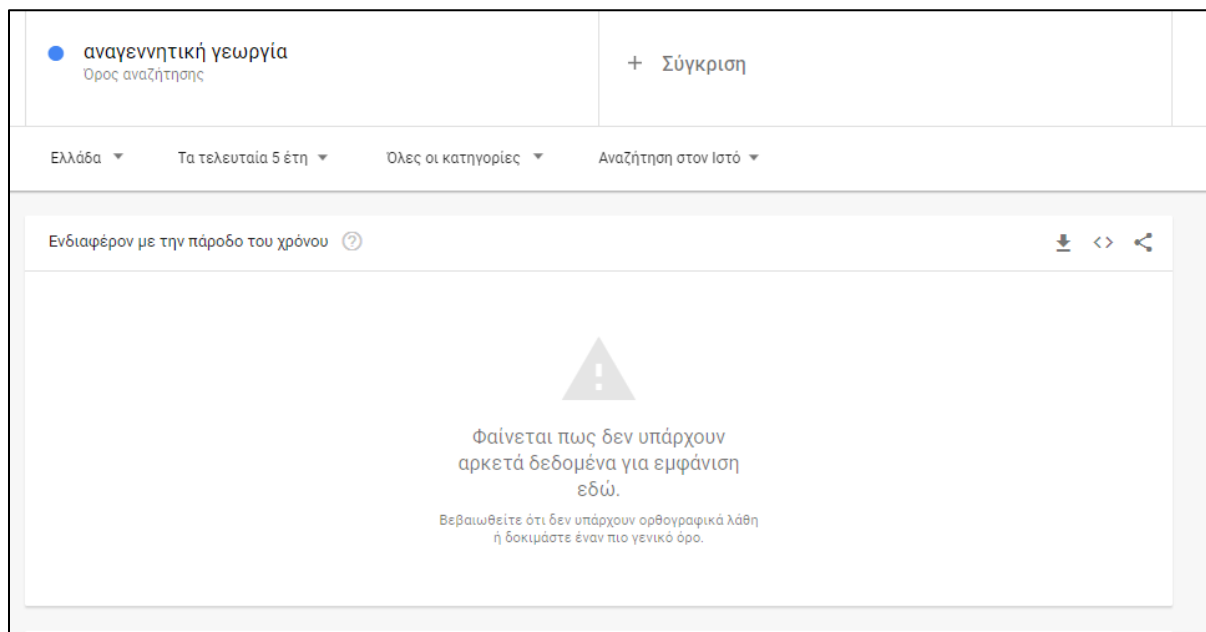 αναγεννητική γεωργία
Όρος αναζήτησης
+ Σύγκριση
Ελλάδα
Τα τελευταία 5 έτη
Όλες οι κατηγορίες
Αναζήτηση στον Ιστό
Ενδιαφέρον με την πάροδο του χρόνου
Φαίνεται πως δεν υπάρχουν
αρκετά δεδομένα για εμφάνιση
εδώ.
Βεβαιωθείτε ότι δεν υπάρχουν ορθογραφικά λάθη
ή δοκιμάστε έναν πιο γενικό όρο.